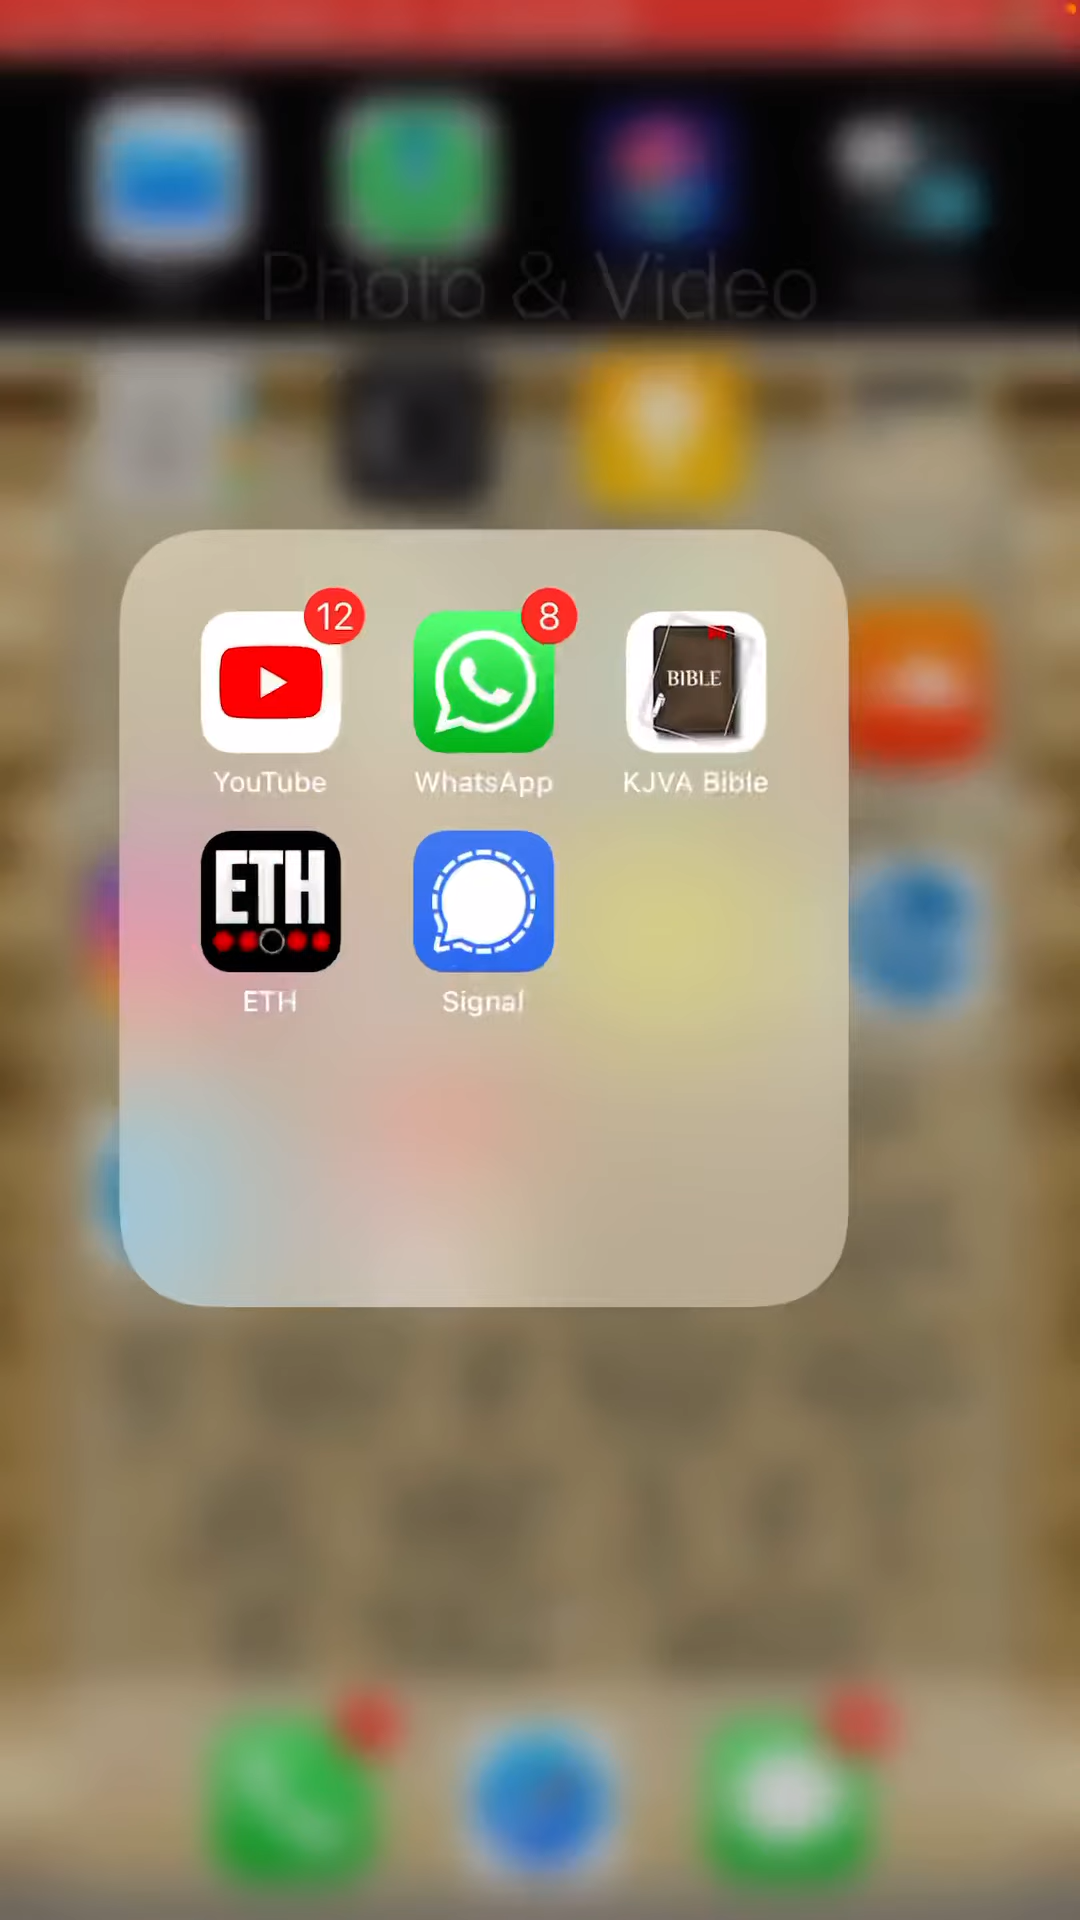 Photo & Video
12
8
BIBLE
YouTube
WhatsApp
KJVA Bible
ETH
ETH
Signal